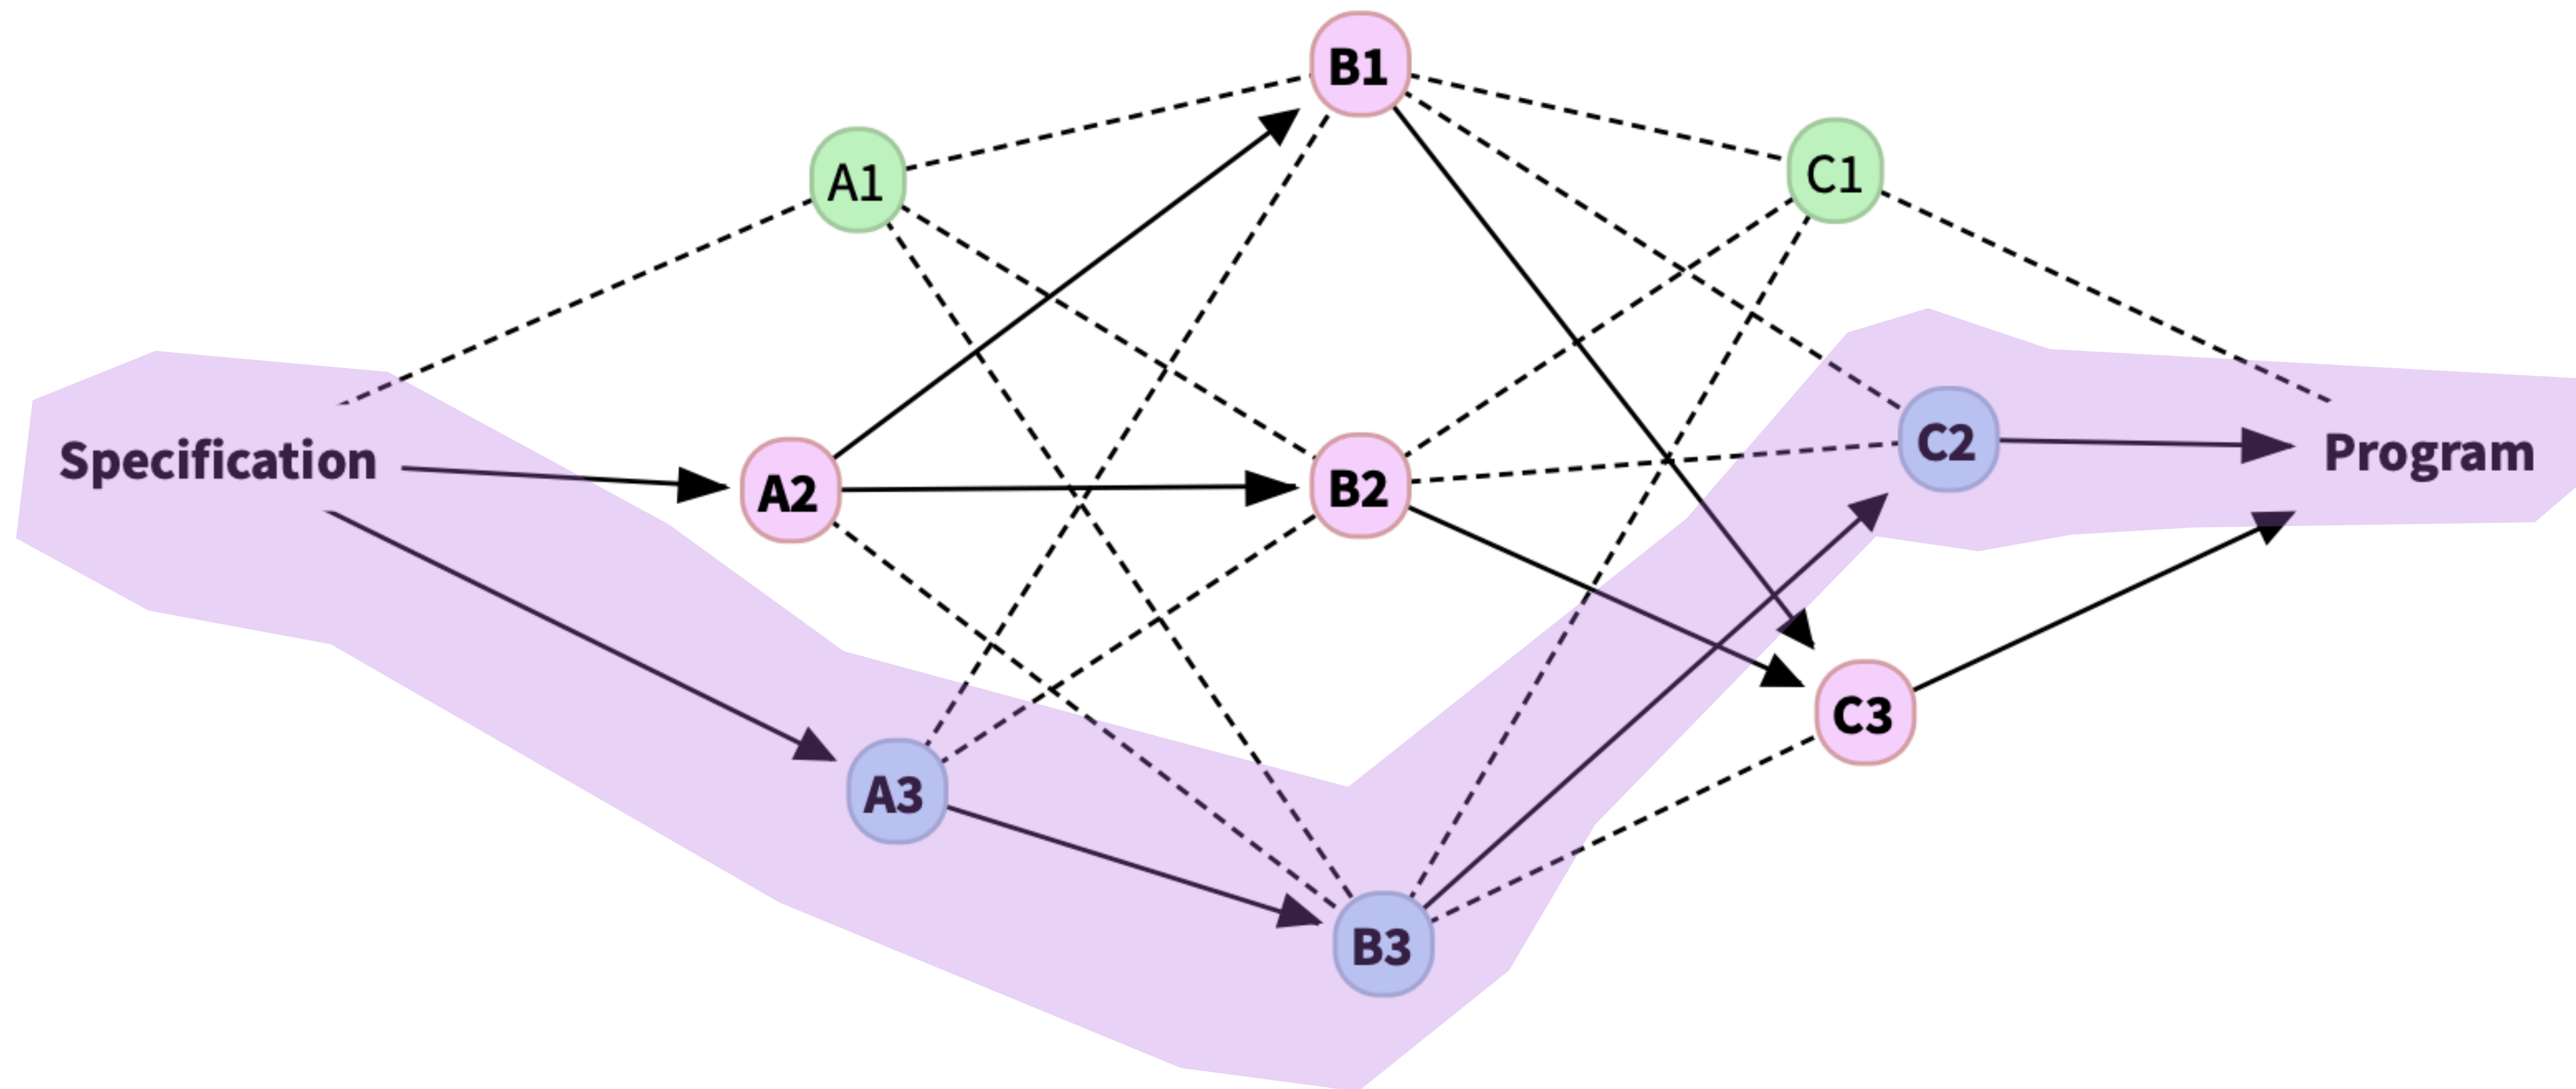 B1
A1
C1
Specification
A2
B2
C2
Program
A3
C3
B3